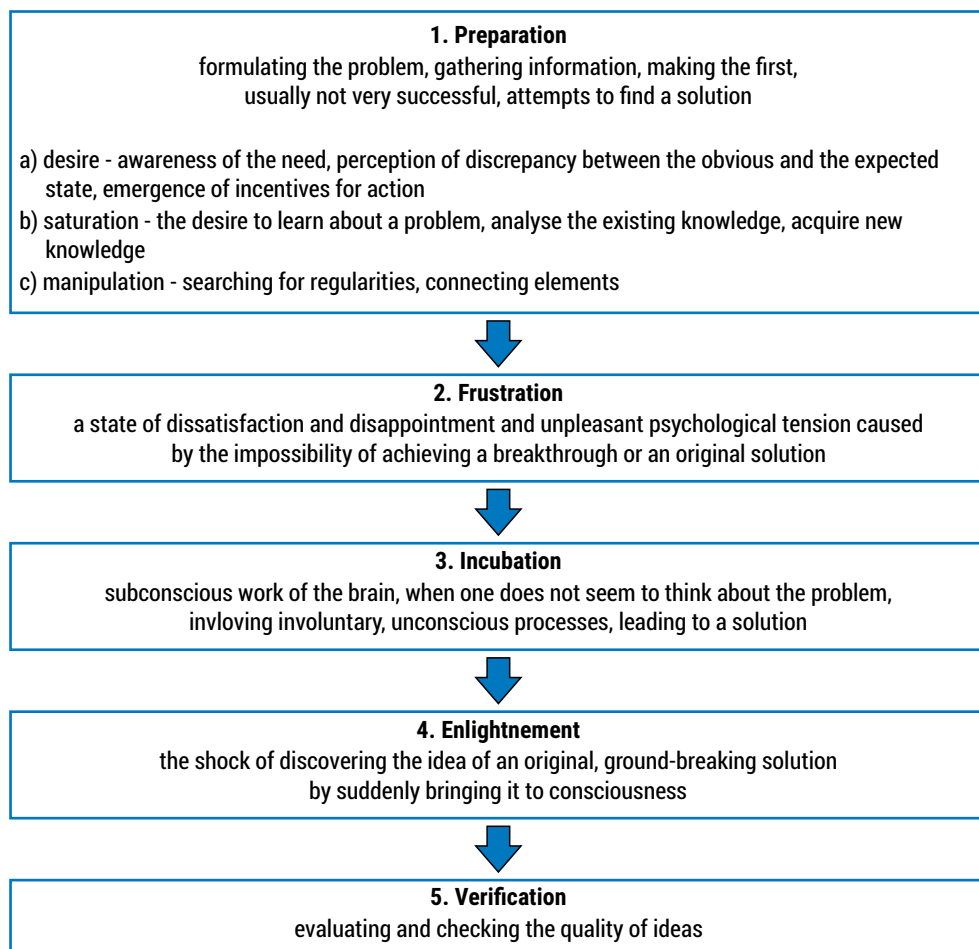 1. Preparation
formulating the problem, gathering information, making the first,
usually not very successful, attempts to find a solution
a) desire - awareness of the need, perception of discrepancy between the obvious and the expected
state, emergence of incentives for action
b) saturation - the desire to learn about a problem, analyse the existing knowledge, acquire new
knowledge
c) manipulation - searching for regularities, connecting elements
2. Frustration
a state of dissatisfaction and disappointment and unpleasant psychological tension caused
by the impossibility of achieving a breakthrough or an original solution
3. Incubation
subconscious work of the brain, when one does not seem to think about the problem,
invloving involuntary, unconscious processes, leading to a solution
4. Enlightnement
the shock of discovering the idea of an original, ground-breaking solution
by suddenly bringing it to consciousness
5. Verification
evaluating and checking the quality of ideas